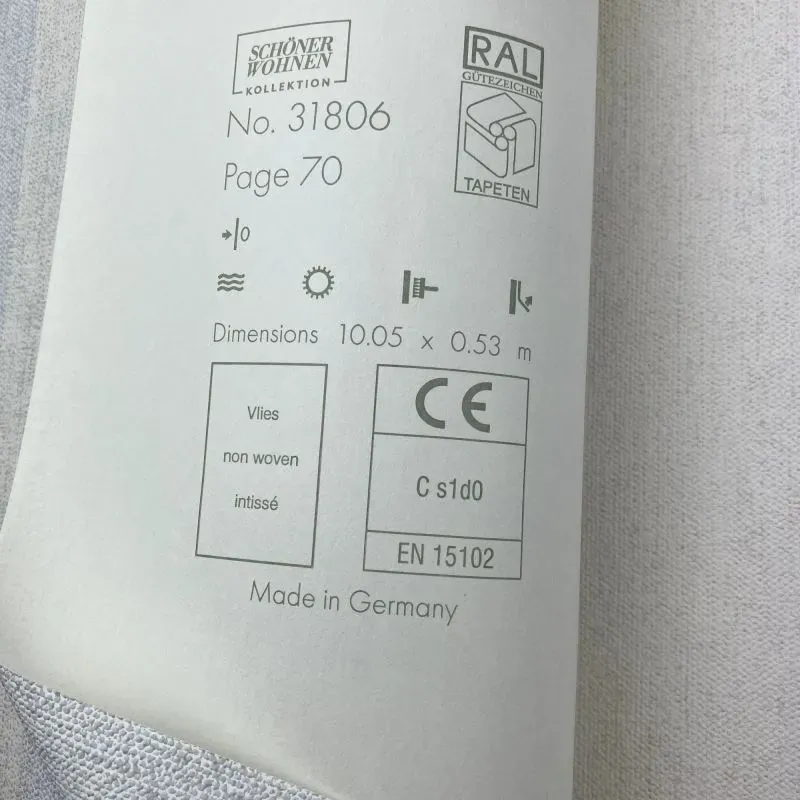 SCHÖNER
WOHNEN
KOLLEKTION
No. 31806
Page 70
RAL
GÜTEZEICHEN
TAPETEN
0
Dimensions 10.05 x 0.53 m
Vlies
non woven
intissé
CE
C s1d0
EN 15102
Made in Germany